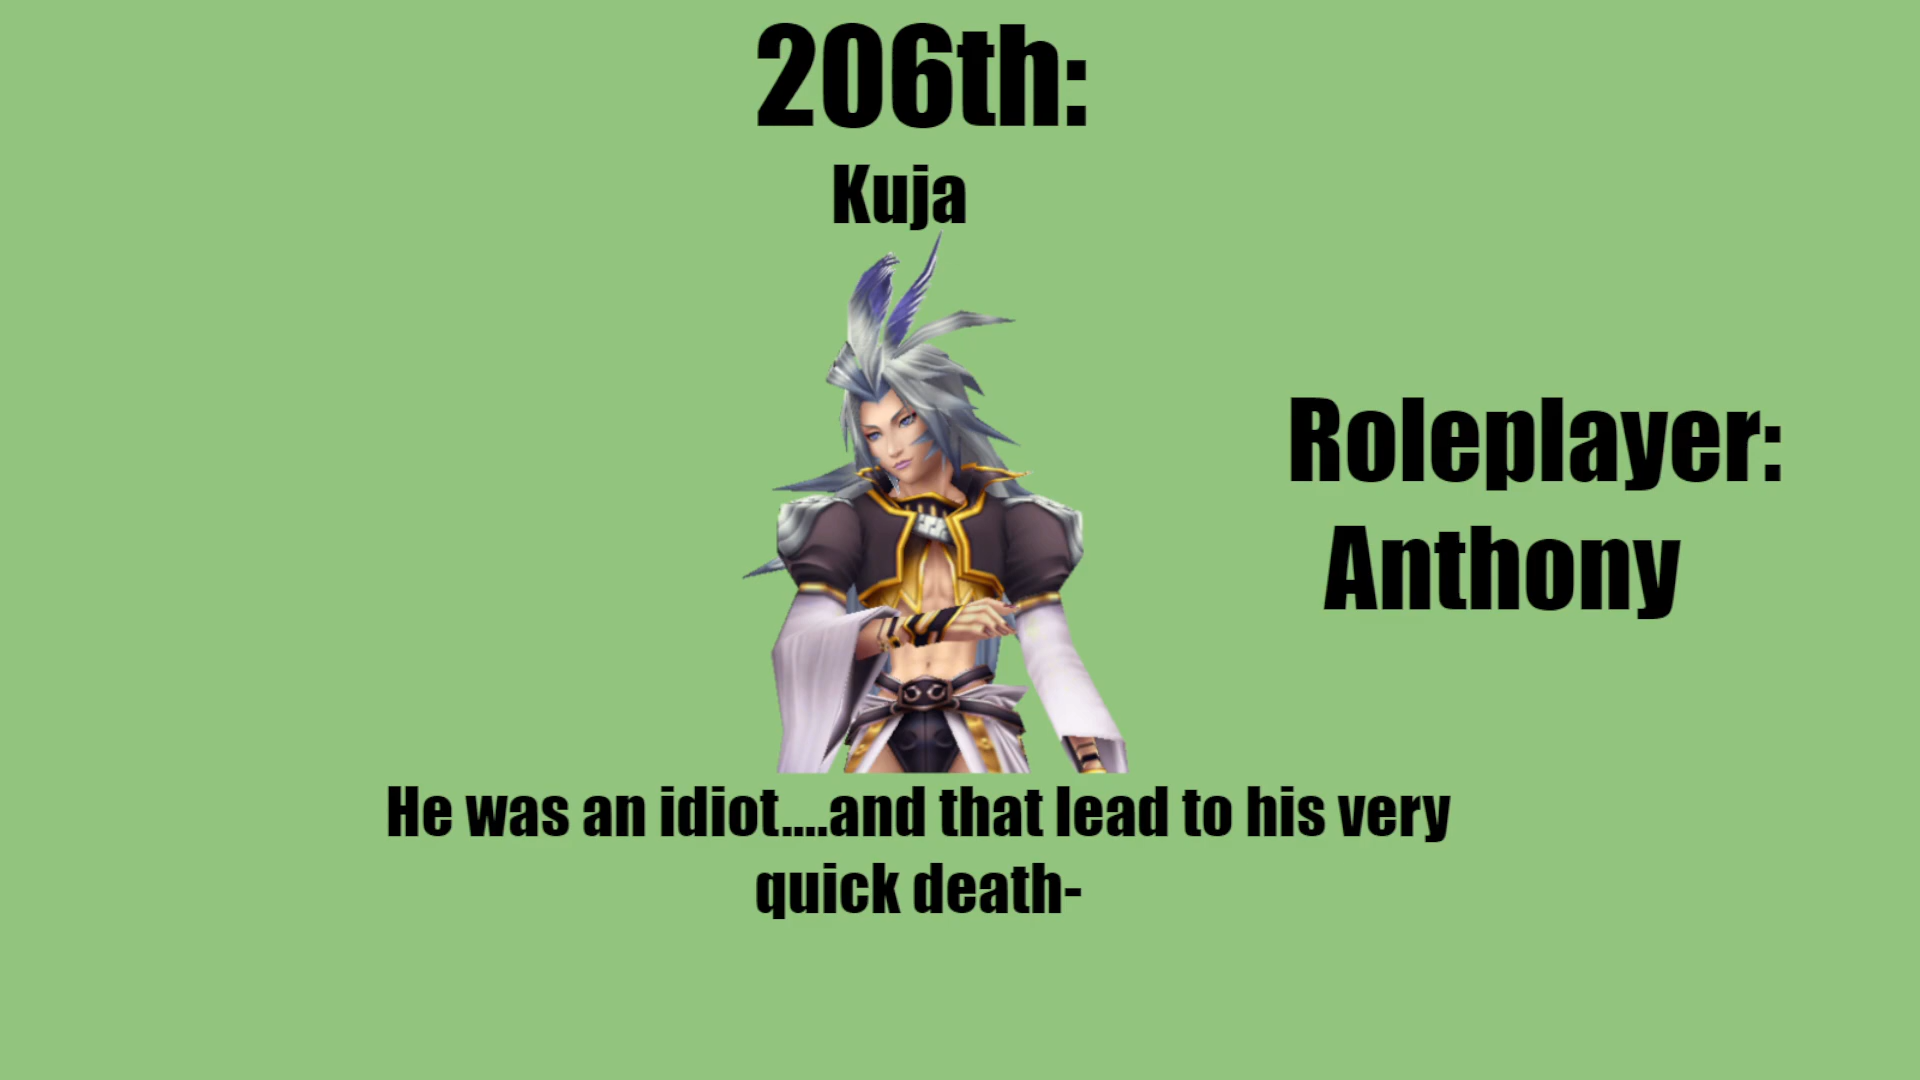 206th:
Kuja
Roleplayer:
Anthony
He was an idiot....and that lead to his very
quick death-